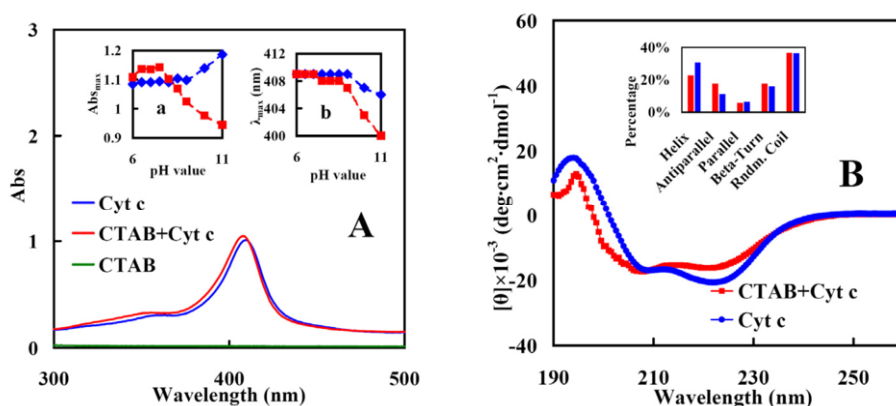 3
2
1
0
Abs
300
400
500
Wavelength (nm)
A
Cyt c
CTAB+Cyt c
CTAB
1.2
1.1
1
0.9
Absmax
a
6
11
pH value
412
408
404
400
λmax (nm)
b
6
11
pH value
60
40
20
0
-20
-40
[θ]×10⁻³ (deg·cm²·dmol⁻¹)
190
210
230
250
Wavelength (nm)
B
CTAB+Cyt c
Cyt c
40%
20%
0%
Percentage
Helix
Antiparallel
Parallel
Beta-Turn
Rndm. Coil